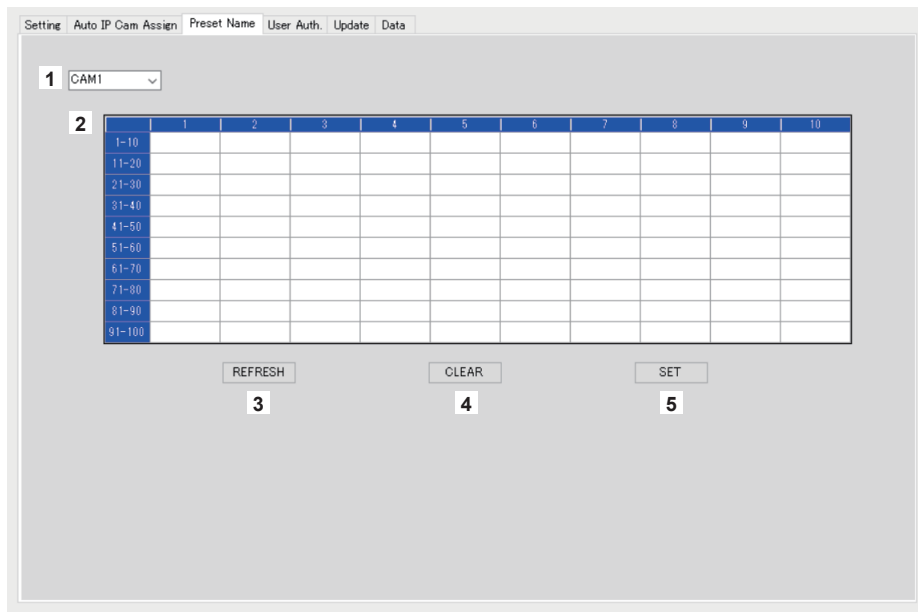 Setting Auto IP Cam Assign Preset Name User Auth. Update Data
1 CAM1
2
1 2 3 4 5 6 7 8 9 10
1-10
11-20
21-30
31-40
41-50
51-60
61-70
71-80
81-90
91-100
REFRESH CLEAR SET
3 4 5